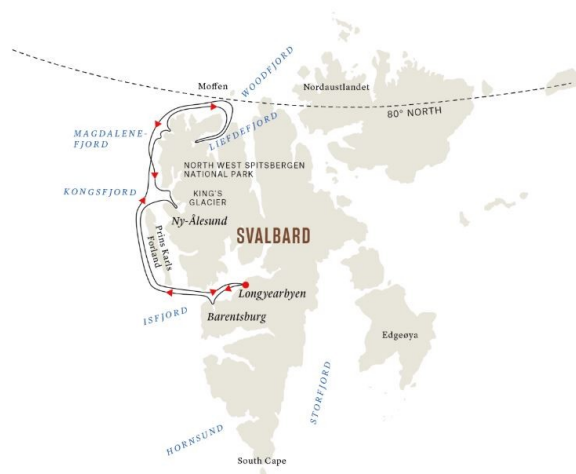 Moffen
WOODFJORD
Nordaustlandet
80° NORTH
MAGDALENE-
FJORD
LIEFDEFJORD
NORTH WEST SPITSBERGEN
NATIONAL PARK
KONGSFJORD
KING'S
GLACIER
Ny-Ålesund
Prins Karls
Forland
SVALBARD
Longyearbyen
ISFJORD
Barentsburg
Edgeøya
STORFJORD
HORNSUND
South Cape